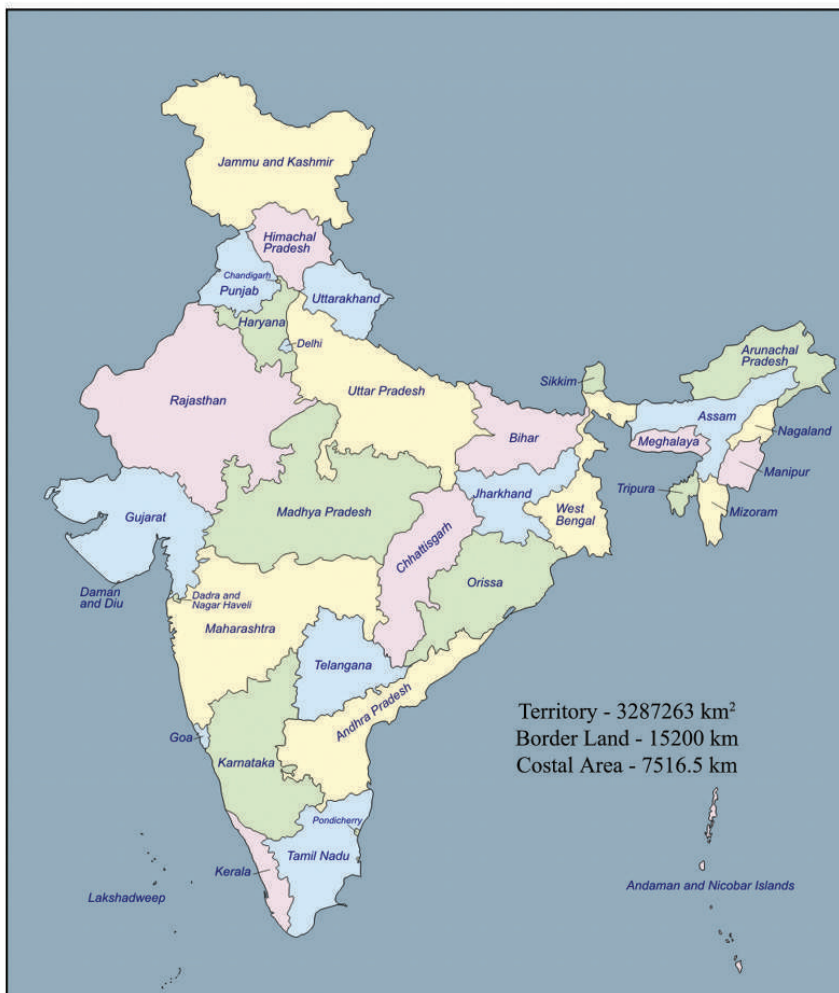 Jammu and Kashmir
Himachal
Pradesh
Chandigarh
Punjab
Uttarakhand
Haryana
Delhi
Arunachal
Pradesh
Sikkim
Uttar Pradesh
Rajasthan
Assam
Nagaland
Bihar
Meghalaya
Manipur
Jharkhand
Tripura
Gujarat
Madhya Pradesh
West
Bengal
Mizoram
Chhattisgarh
Orissa
Daman
and Diu
Dadra and
Nagar Haveli
Maharashtra
Telangana
Andhra Pradesh
Territory - 3287263 km²
Border Land - 15200 km
Costal Area - 7516.5 km
Goa
Karnataka
Pondicherry
Tamil Nadu
Kerala
Lakshadweep
Andaman and Nicobar Islands